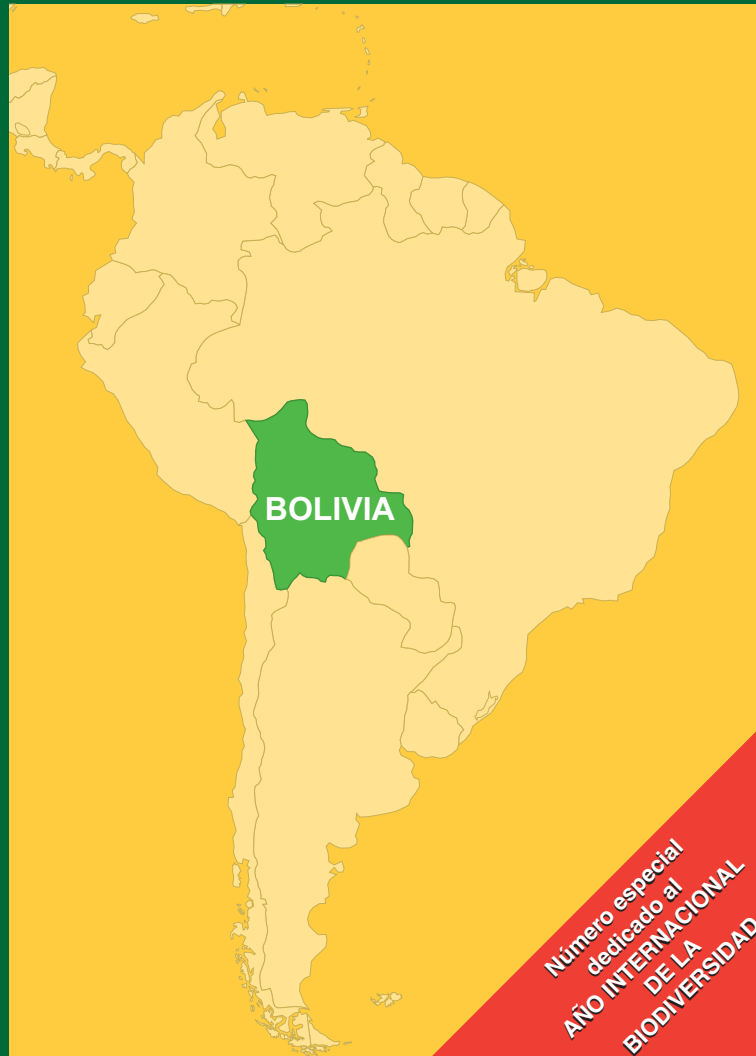 BOLIVIA
Número especial
dedicado al
AÑO INTERNACIONAL
DE LA
BIODIVERSIDAD